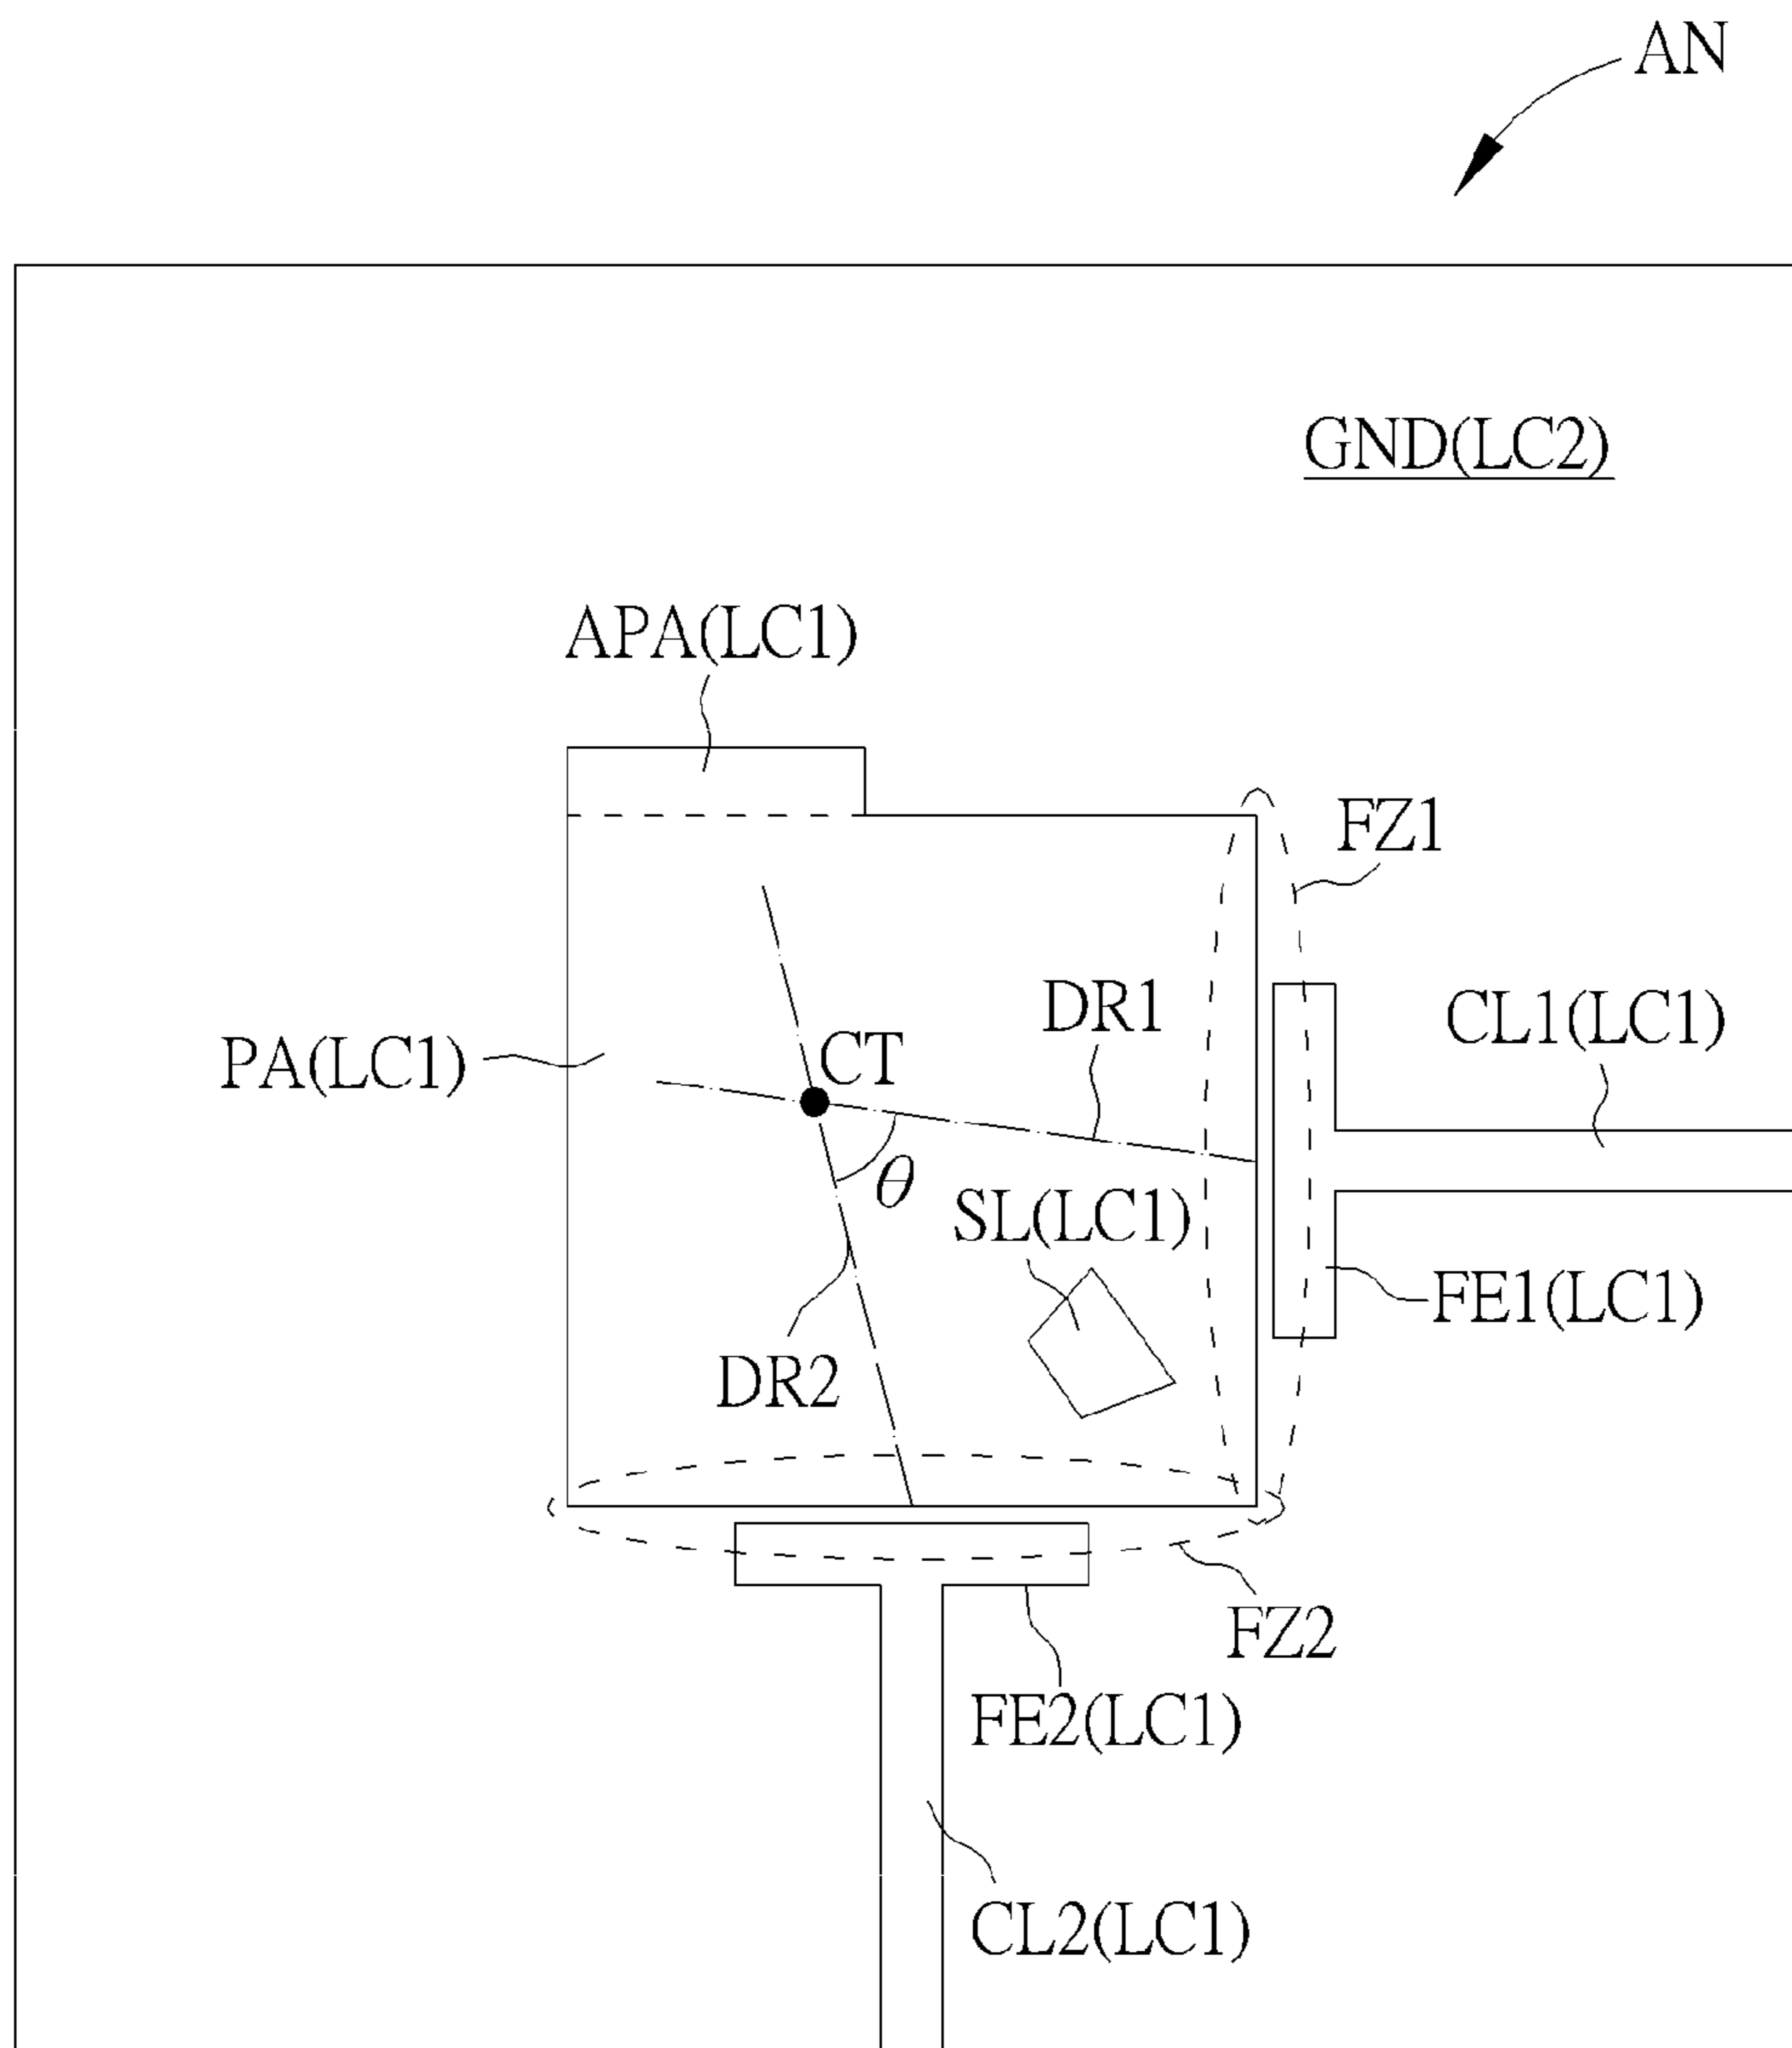 AN
GND(LC2)
APA(LC1)
FZ1
DR1
CL1(LC1)
CT
PA(LC1)
θ
SL(LC1)
FE1(LC1)
DR2
FZ2
FE2(LC1)
CL2(LC1)